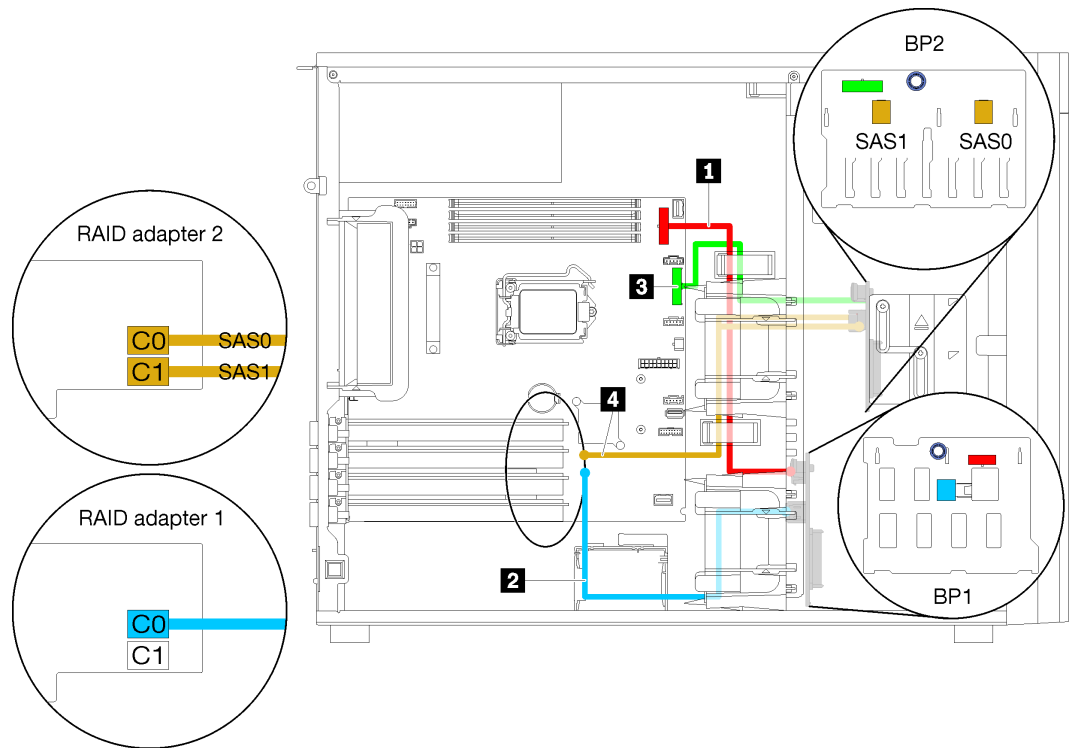 BP2
SAS1
SAS0
1
RAID adapter 2
3
C0
SAS0
C1
SAS1
4
RAID adapter 1
2
BP1
C0
C1